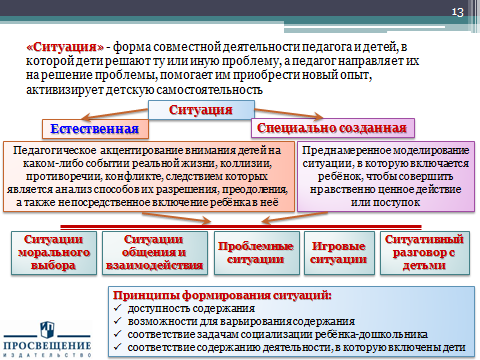 13
«Ситуация» - форма совместной деятельности педагога и детей, в
которой дети решают ту или иную проблему, а педагог направляет их
на решение проблемы, помогает им приобрести новый опыт,
активизирует детскую самостоятельность
Ситуация
Естественная
Специально созданная
Педагогическое акцентирование внимания детей на
каком-либо событии реальной жизни, коллизии,
противоречии, конфликте, следствием которых
является анализ способов их разрешения, преодоления,
а также непосредственное включение ребёнка в неё
Преднамеренное моделирование
ситуации, в которую включается
ребёнок, чтобы совершить
нравственно ценное действие
или поступок
Ситуации
морального
выбора
Ситуации
общения и
взаимодействия
Проблемные
ситуации
Игровые
ситуации
Ситуативный
разговор с
детьми
Принципы формирования ситуаций:
✓ доступность содержания
✓ возможности для варьирования содержания
✓ соответствие задачам социализации ребёнка-дошкольника
✓ соответствие содержанию деятельности, в которую включены дети
ПРОСВЕЩЕНИЕ
ИЗДАТЕЛЬСТВО